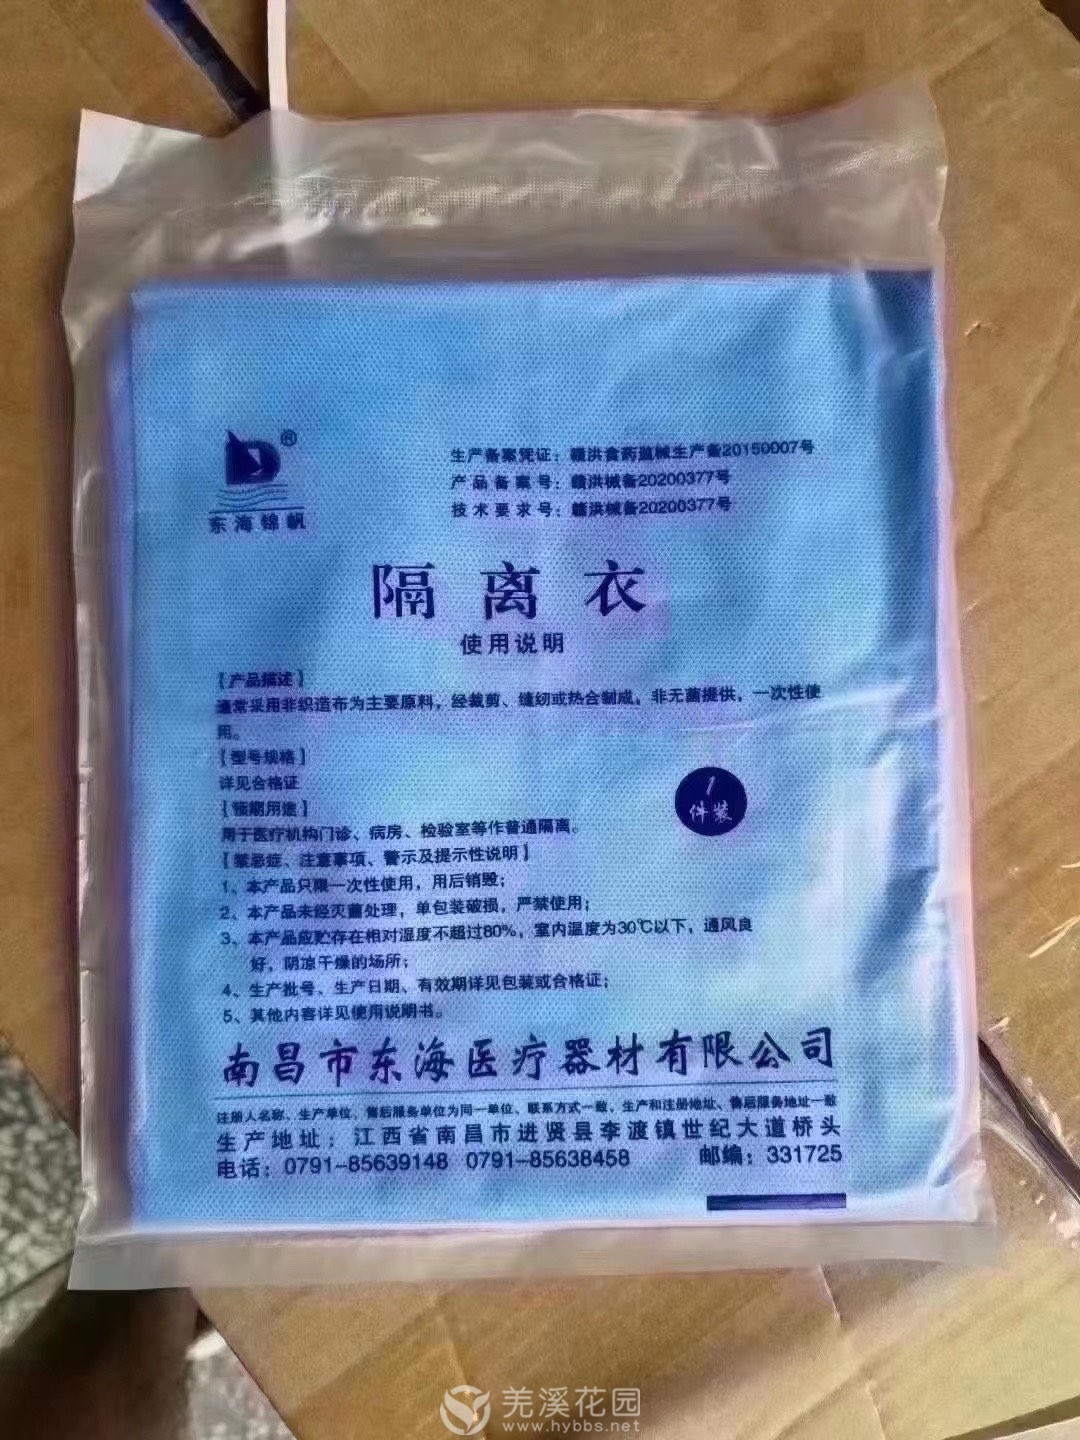 ®
东海锦帆
生产备案凭证：赣洪食药监械生产备20150007号
产品备案号：赣洪械备20200377号
技术要求号：赣洪械备20200377号
隔离衣
使用说明
【产品描述】
通常采用非织造布为主要原料，经裁剪、缝纫或热合制成。非无菌提供，一次性使
用。
【型号规格】
详见合格证
【预期用途】
用于医疗机构门诊、病房、检验室等作普通隔离。
1
件装
【禁忌症、注意事项、警示及提示性说明】
1、本产品只限一次性使用，用后销毁；
2、本产品未经灭菌处理，单包装破损，严禁使用；
3、本产品应贮存在相对湿度不超过80%，室内温度为30℃以下，通风良
好，阴凉干燥的场所；
4、生产批号、生产日期、有效期详见包装或合格证；
5、其他内容详见使用说明书。
南昌市东海医疗器材有限公司
注册人名称、生产单位、售后服务单位为同一单位、联系方式一致，生产和注册地址、售后服务地址一致
生产地址：江西省南昌市进贤县李渡镇世纪大道桥头
电话：0791-85639148 0791-85638458 邮编：331725
羌溪花园
www.hybbs.net